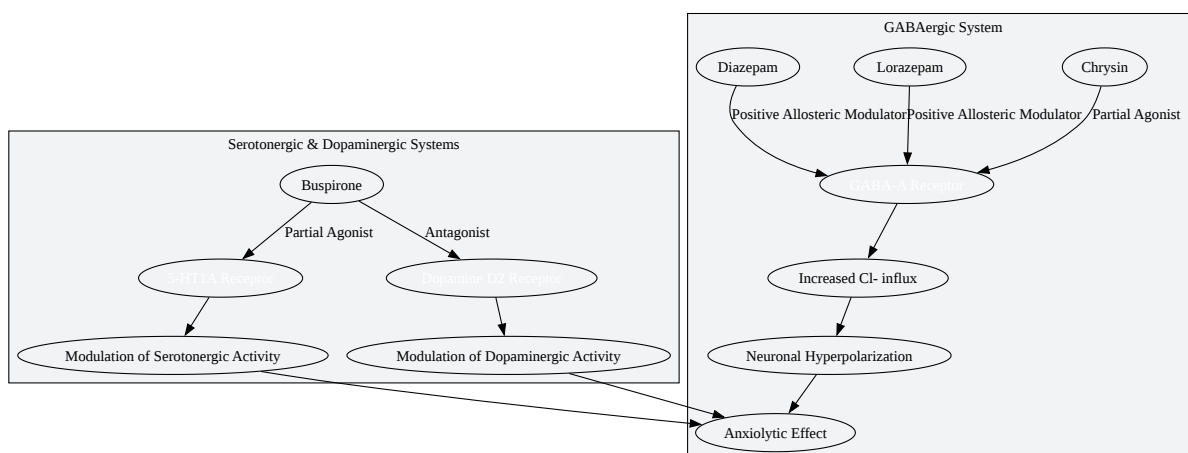 GABAergic System
Diazepam
Lorazepam
Chrysin
Positive Allosteric Modulator
Positive Allosteric Modulator
Partial Agonist
Serotonergic & Dopaminergic Systems
Buspirone
GABA-A Receptor
Partial Agonist
Antagonist
5-HT1A Receptor
Dopamine D2 Receptor
Increased Cl- influx
Modulation of Serotonergic Activity
Modulation of Dopaminergic Activity
Neuronal Hyperpolarization
Anxiolytic Effect